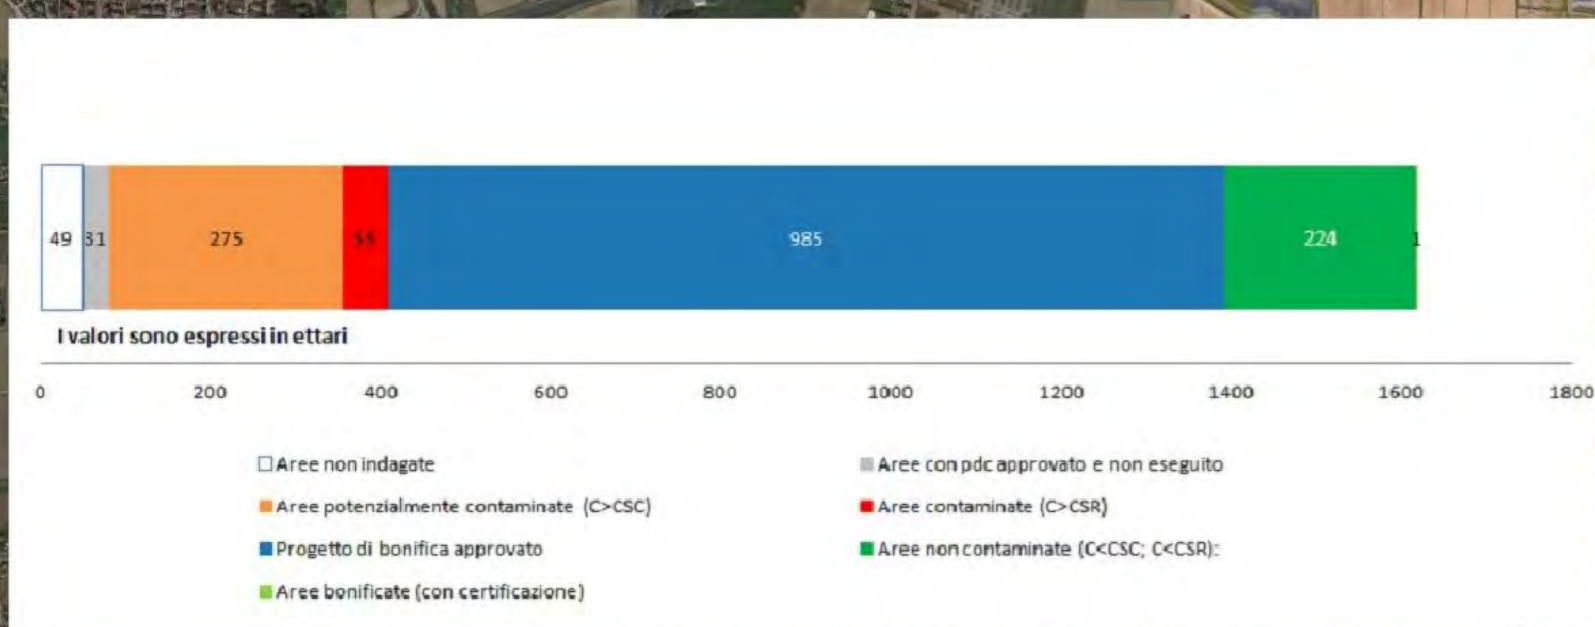 49
31
275
985
224
1
I valori sono espressi in ettari
0 200 400 600 800 1000 1200 1400 1600 1800
Aree non indagate
Aree con pdc approvato e non eseguito
Aree potenzialmente contaminate (C>CSC)
Aree contaminate (C>CSR)
Progetto di bonifica approvato
Aree non contaminate (C<CSC; C<CSR):
Aree bonificate (con certificazione)